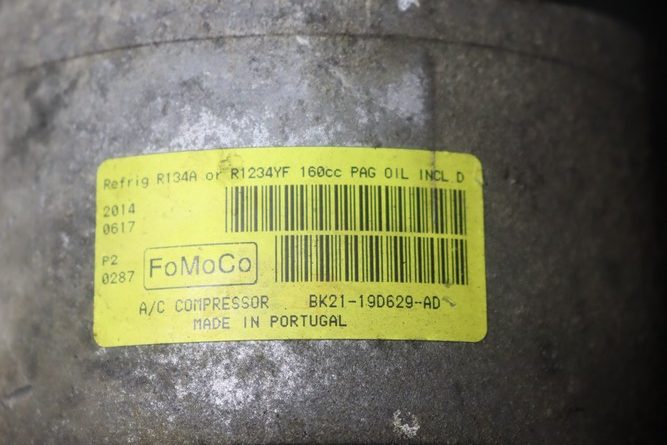 Refrig R134A or R1234YF 160cc PAG OIL INCL.D
2014
0617
P2
0287
FoMoCo
A/C COMPRESSOR BK21-19D629-AD
MADE IN PORTUGAL